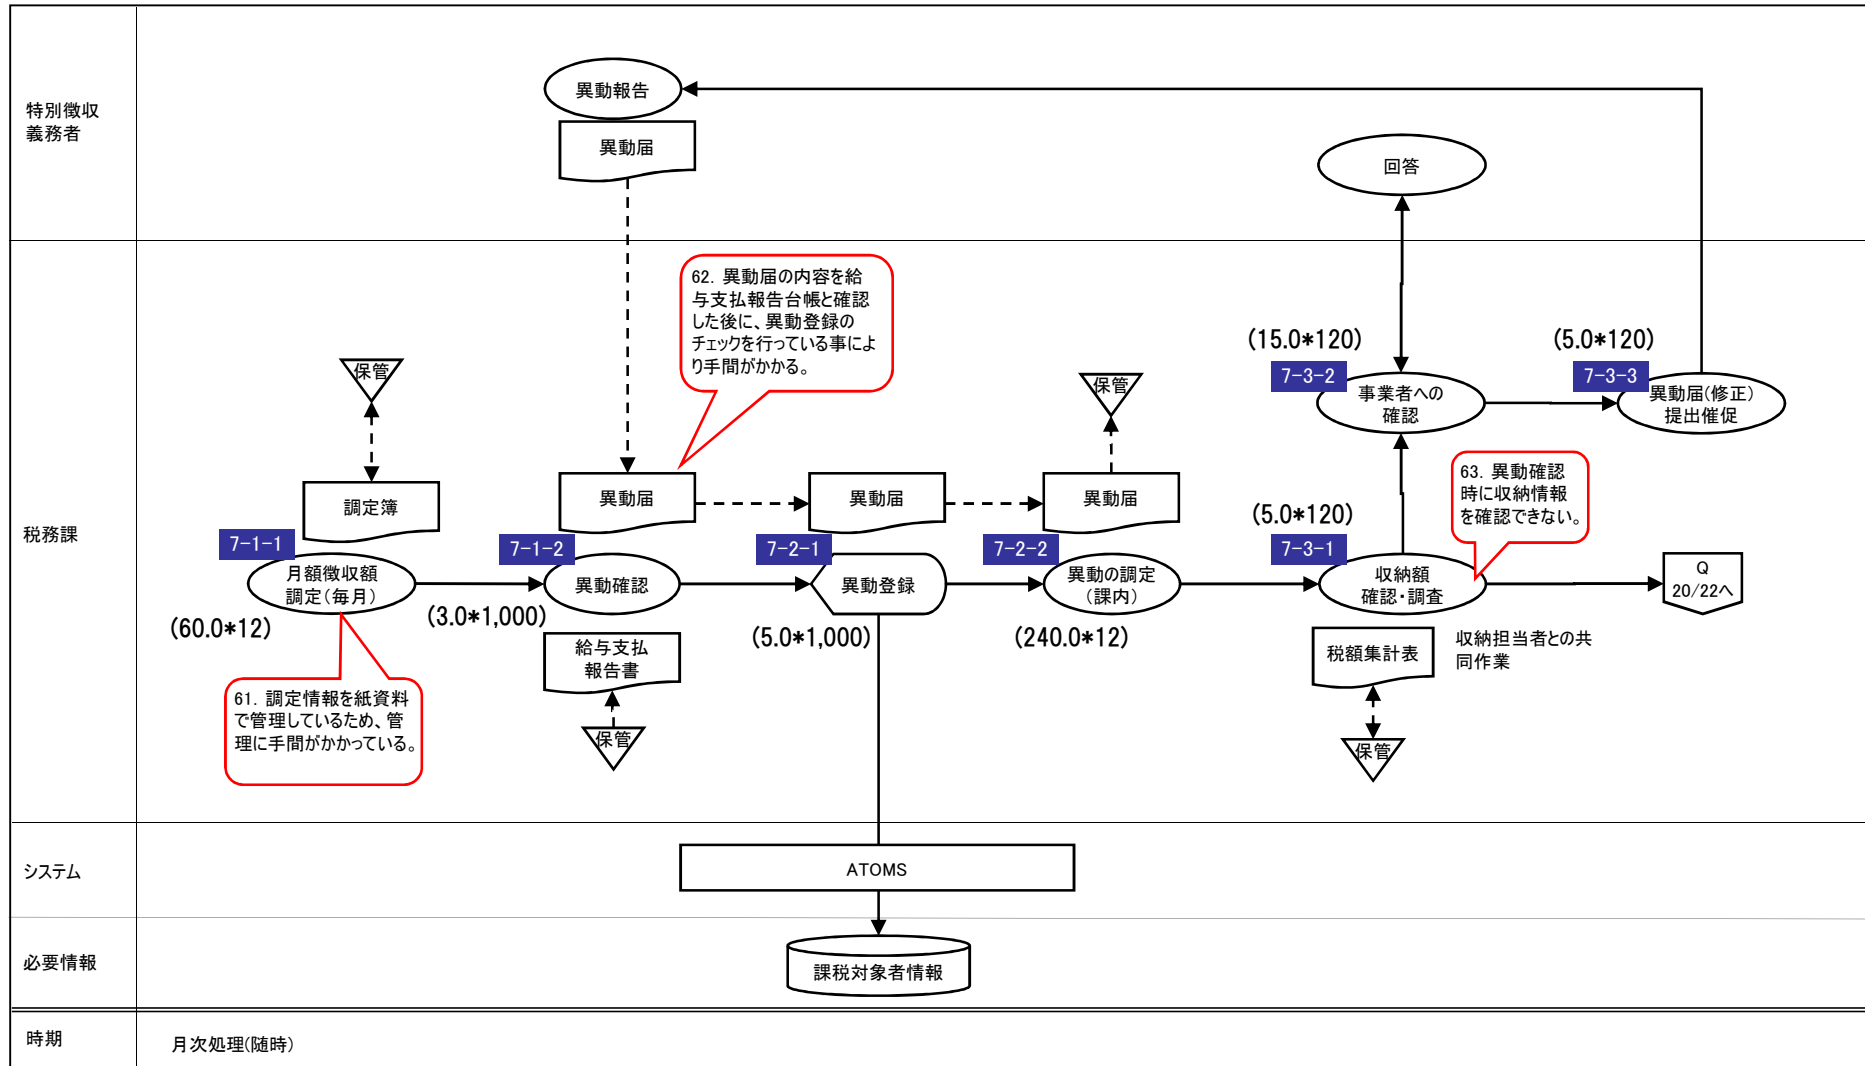 特別徴収
義務者
異動報告
異動届
回答
税務課
62. 異動届の内容を給
与支払報告台帳と確認
した後に、異動登録の
チェックを行っている事によ
り手間がかかる。
(15.0*120)
(5.0*120)
7-3-2
7-3-3
事業者への
確認
異動届(修正)
提出催促
保管
保管
調定簿
異動届
異動届
異動届
63. 異動確認
時に収納情報
を確認できない。
(5.0*120)
7-1-1
7-1-2
7-2-1
7-2-2
7-3-1
月額徴収額
調定(毎月)
異動確認
異動登録
異動の調定
(課内)
収納額
確認・調査
Q
20/22へ
(60.0*12)
(3.0*1,000)
(5.0*1,000)
(240.0*12)
給与支払
報告書
税額集計表
収納担当者との共
同作業
61. 調定情報を紙資料
で管理しているため、管
理に手間がかかっている。
保管
保管
システム
ATOMS
必要情報
課税対象者情報
時期
月次処理(随時)